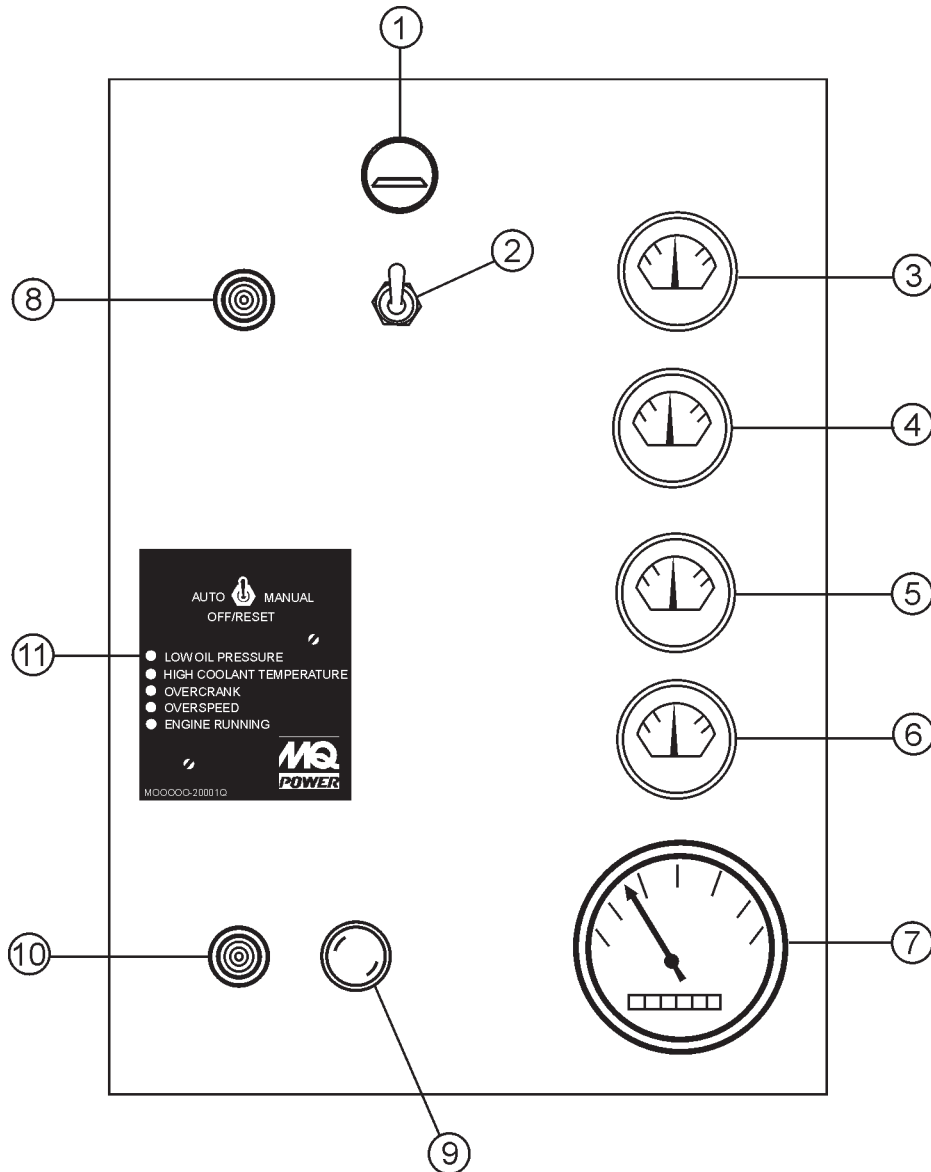 1
2
3
8
4
5
AUTO MANUAL
OFF/RESET
11
LOW OIL PRESSURE
HIGH COOLANT TEMPERATURE
OVERCRANK
OVERSPEED
ENGINE RUNNING
6
MQ
POWER
MOOOOO-20001Q
10
7
9